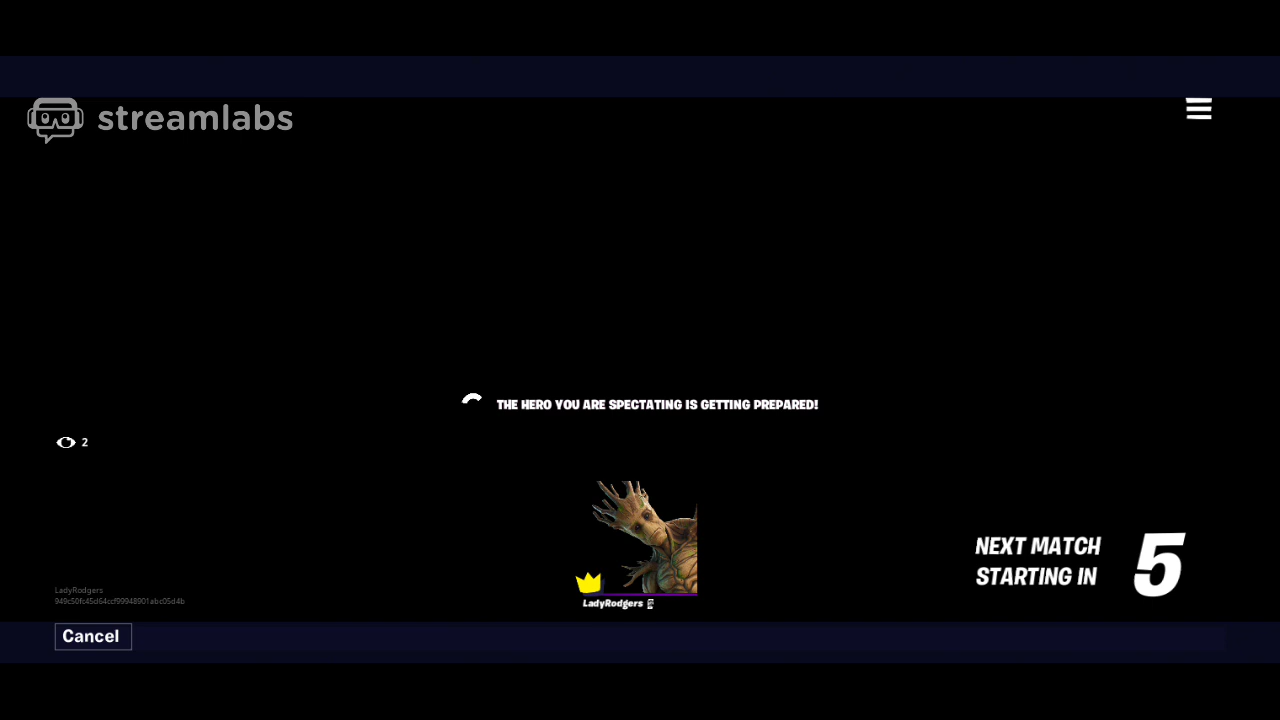 streamlabs
THE HERO YOU ARE SPECTATING IS GETTING PREPARED!
2
NEXT MATCH
STARTING IN
5
LadyRodgers
949c50fc45d64ccf99948901abc05d4b
LadyRodgers
Cancel